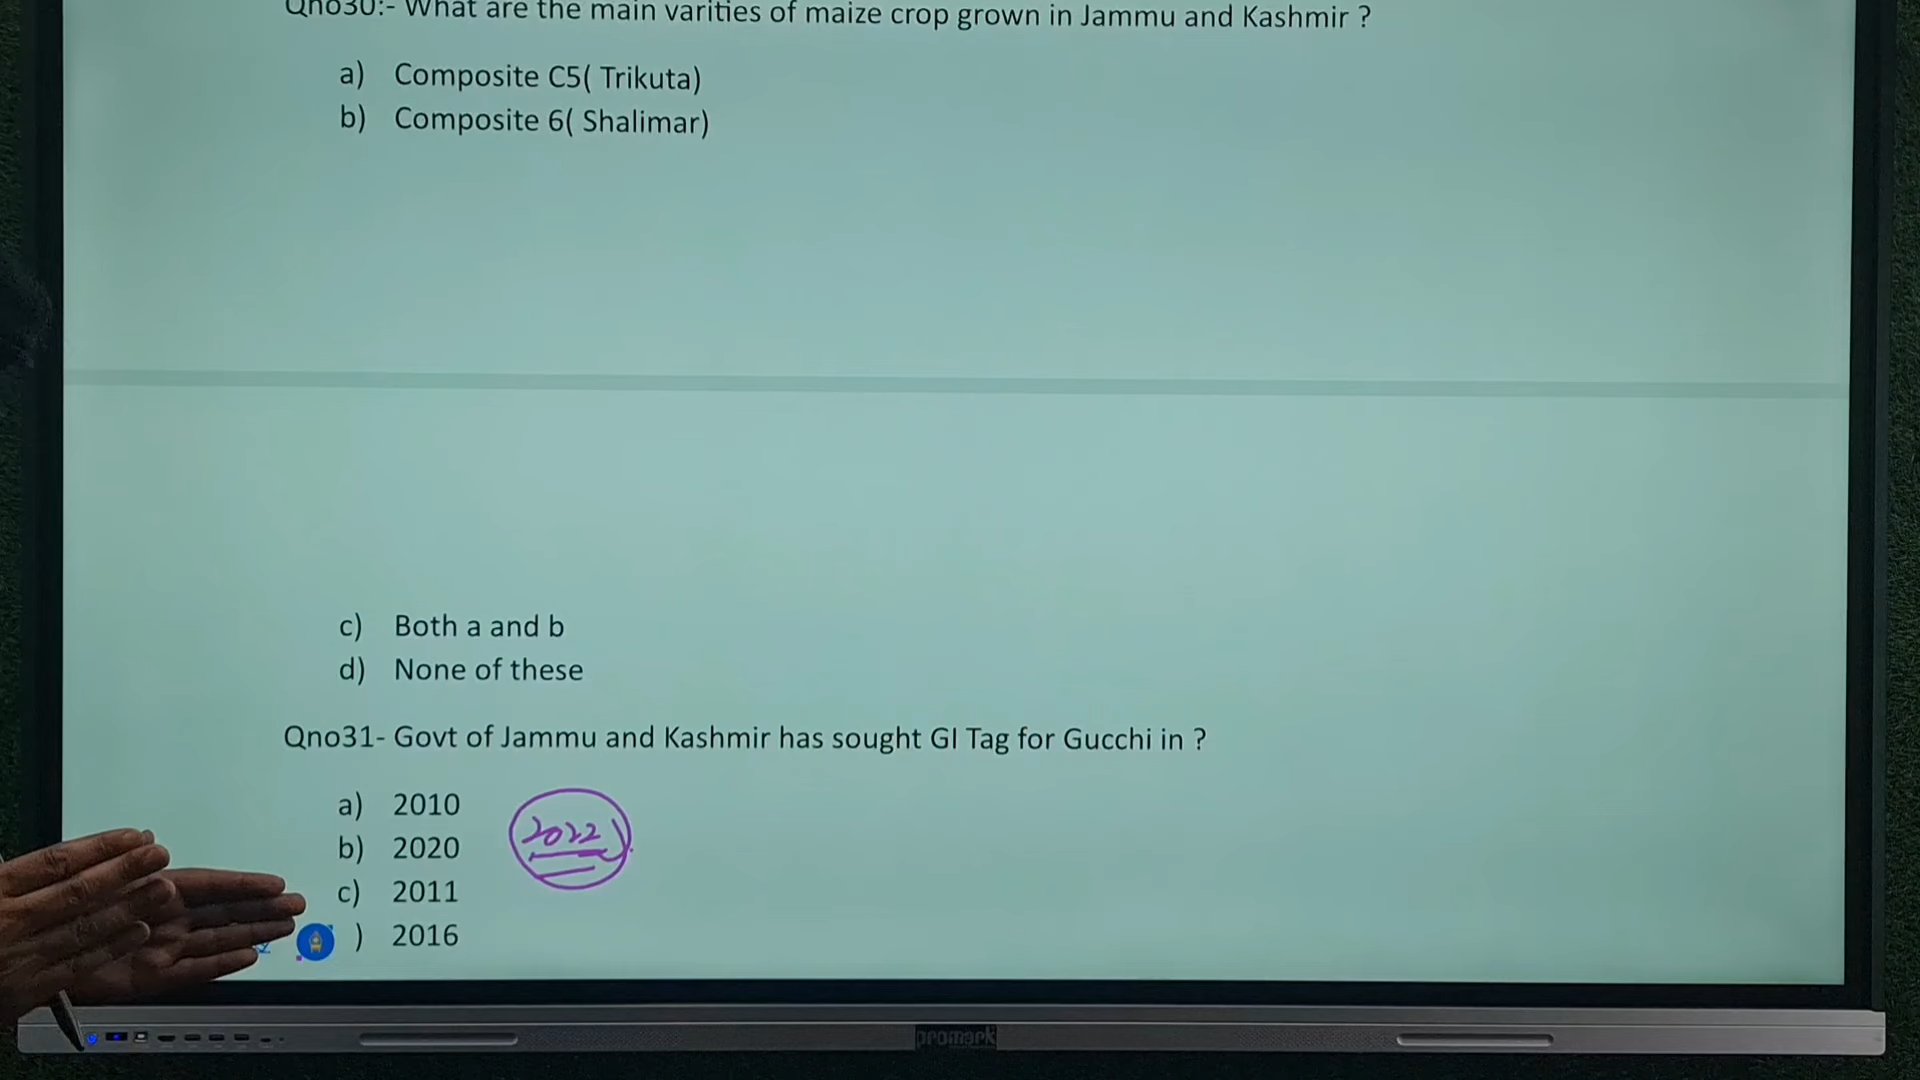 Qno30:- What are the main varities of maize crop grown in Jammu and Kashmir ?
a) Composite C5( Trikuta)
b) Composite 6( Shalimar)
c) Both a and b
d) None of these
Qno31- Govt of Jammu and Kashmir has sought GI Tag for Gucchi in ?
a) 2010
b) 2020
2022
c) 2011
) 2016
promark